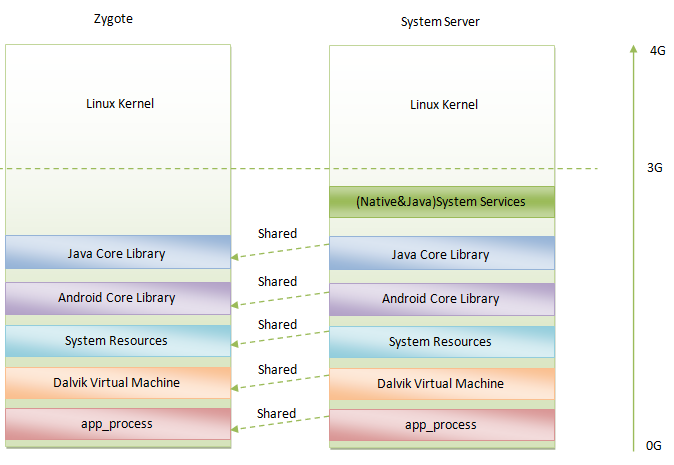 Zygote
System Server
4G
Linux Kernel
Linux Kernel
3G
(Native&Java)System Services
Shared
Java Core Library
Java Core Library
Shared
Android Core Library
Android Core Library
Shared
System Resources
System Resources
Shared
Dalvik Virtual Machine
Dalvik Virtual Machine
Shared
app_process
app_process
0G